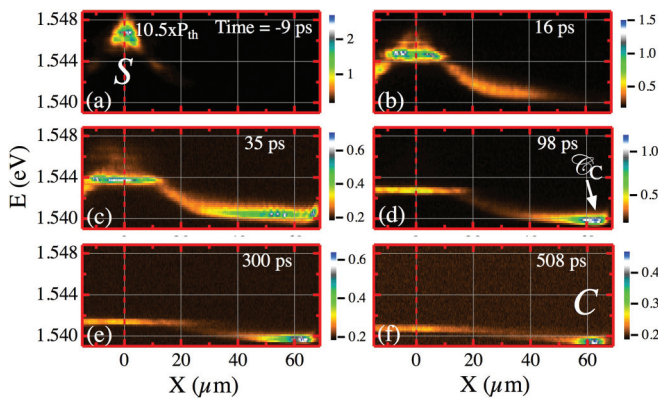 1.548
1.544
1.540
10.5xPth
Time = -9 ps
S
(a)
2
1
16 ps
(b)
1.5
1.0
0.5
E (eV)
1.548
1.544
1.540
35 ps
(c)
0.6
0.4
0.2
98 ps
𝒞C
(d)
1.0
0.5
1.548
1.544
1.540
300 ps
(e)
0.6
0.4
0.2
508 ps
C
(f)
0.4
0.3
0.2
0 20 40 60
0 20 40 60
X (µm)
X (µm)